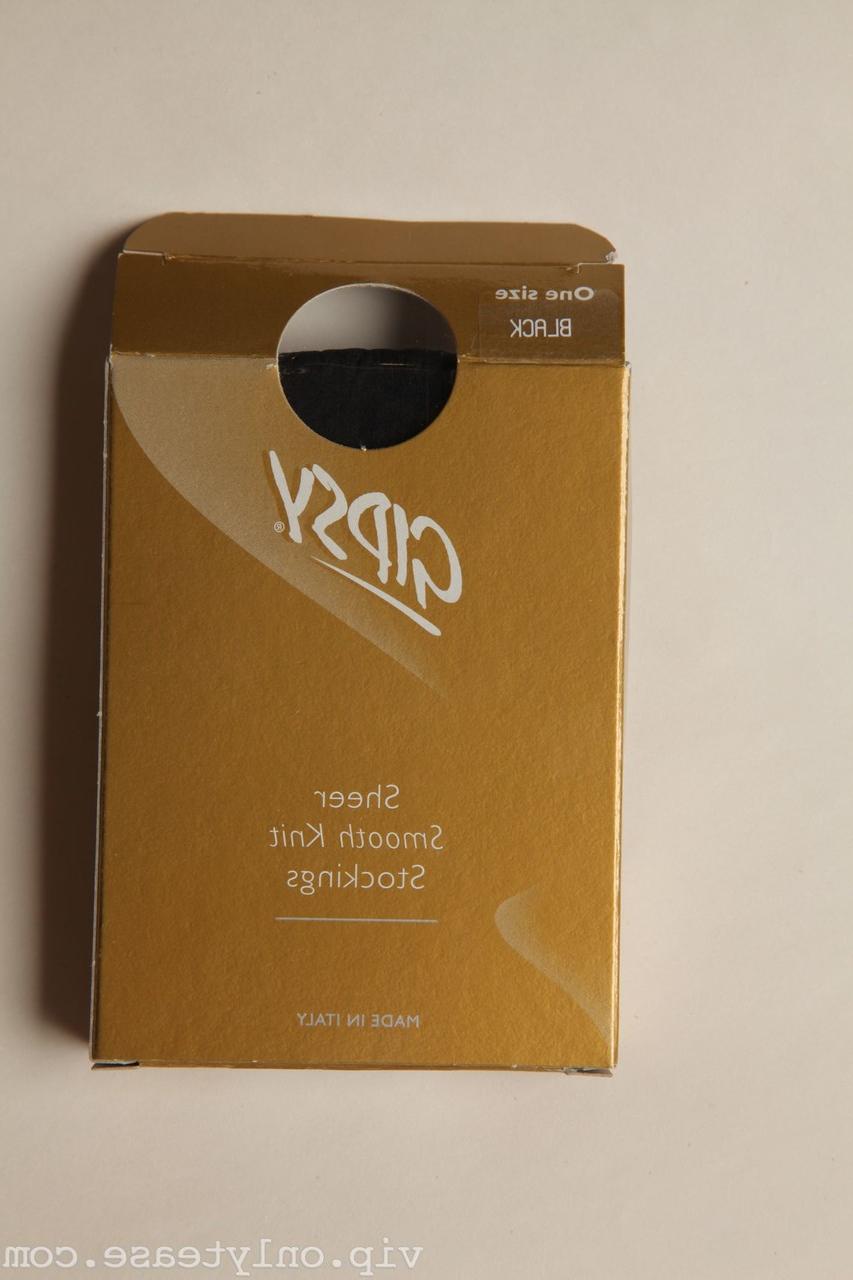 One size
BLACK
GIPSY®
Sheer
Smooth Knit
Stockings
MADE IN ITALY
vip.onlytease.com